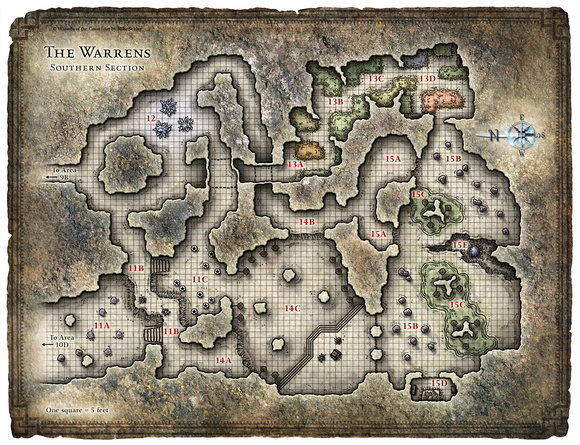 THE WARRENS
SOUTHERN SECTION
13C
13D
13B
12
13A
15A
15B
N
E
S
To Area
9B
15C
14B
15A
15E
11B
11C
14C
15C
11A
11B
15B
To Area
10D
14A
15D
One square = 5 feet